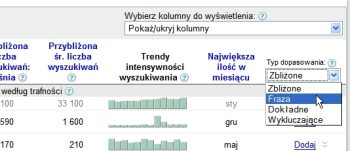 Wybierz kolumny do wyświetlenia:
Pokaż/ukryj kolumny
Przybliżona
śr. liczba
wyszukiwań
Trendy
intensywności
wyszukiwania
Największa
ilość w
miesiącu
Typ dopasowania:
Zbliżone
Zbliżone
Fraza
Dokładne
Wykluczające
według trafności
100 33 100 sty
590 1 600 gru
170 210 maj Dodaj